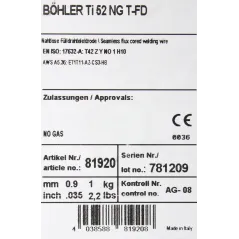 BÖHLER Ti 52 NG T-FD
Nahtlose Fülldrahtelektrode / Seamless flux cored welding wire
EN ISO: 17632-A: T42 Z Y NO 1 H10
AWS A5.36: E71T11-AZ-CS3-H8
Zulassungen / Approvals:
CE
NO GAS
0036
Artikel Nr./ article no.: 81920
Serien Nr./ lot no.: 781209
mm 0.9 1 kg
inch .035 2,2 lbs
Kontroll Nr. control no. AG- 08
Made in Italy
4 038588 819208